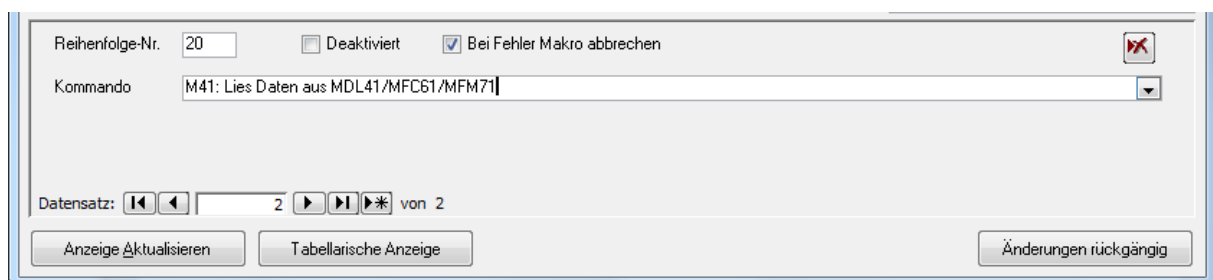 Reihenfolge-Nr. 20 Deaktiviert Bei Fehler Makro abbrechen
Kommando M41: Lies Daten aus MDL41/MFC61/MFM71
Datensatz: 2 von 2
Anzeige Aktualisieren Tabellarische Anzeige Änderungen rückgängig